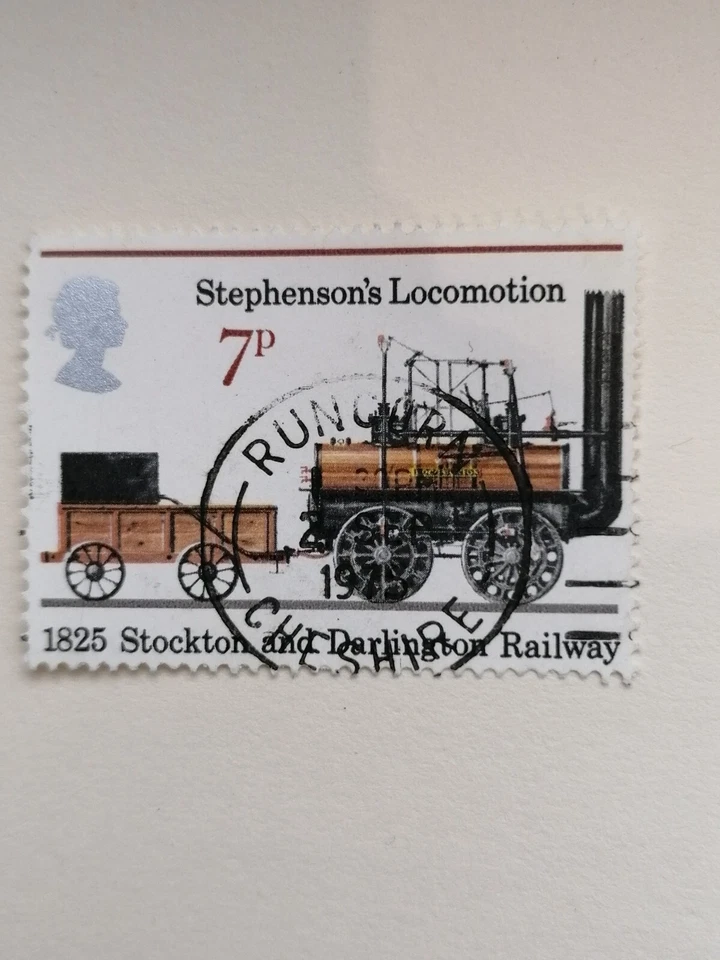 Stephenson's Locomotion
7p
RUNCORN
CHESHIRE
1825 Stockton and Darlington Railway